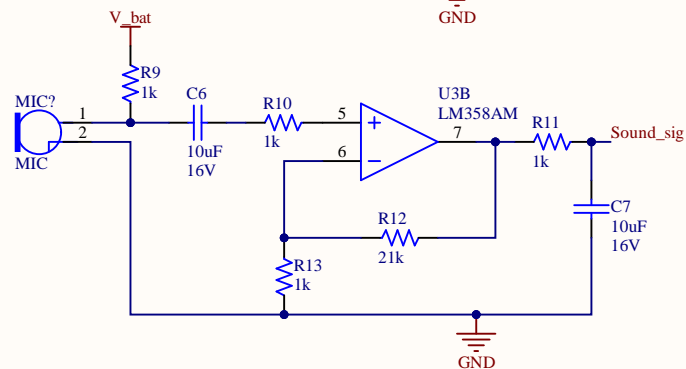 GND
V_bat
R9
1k
MIC?
1
2
MIC
C6
10uF
16V
R10
1k
5
6
U3B
LM358AM
7
R11
1k
Sound_sig
C7
10uF
16V
R12
21k
R13
1k
GND